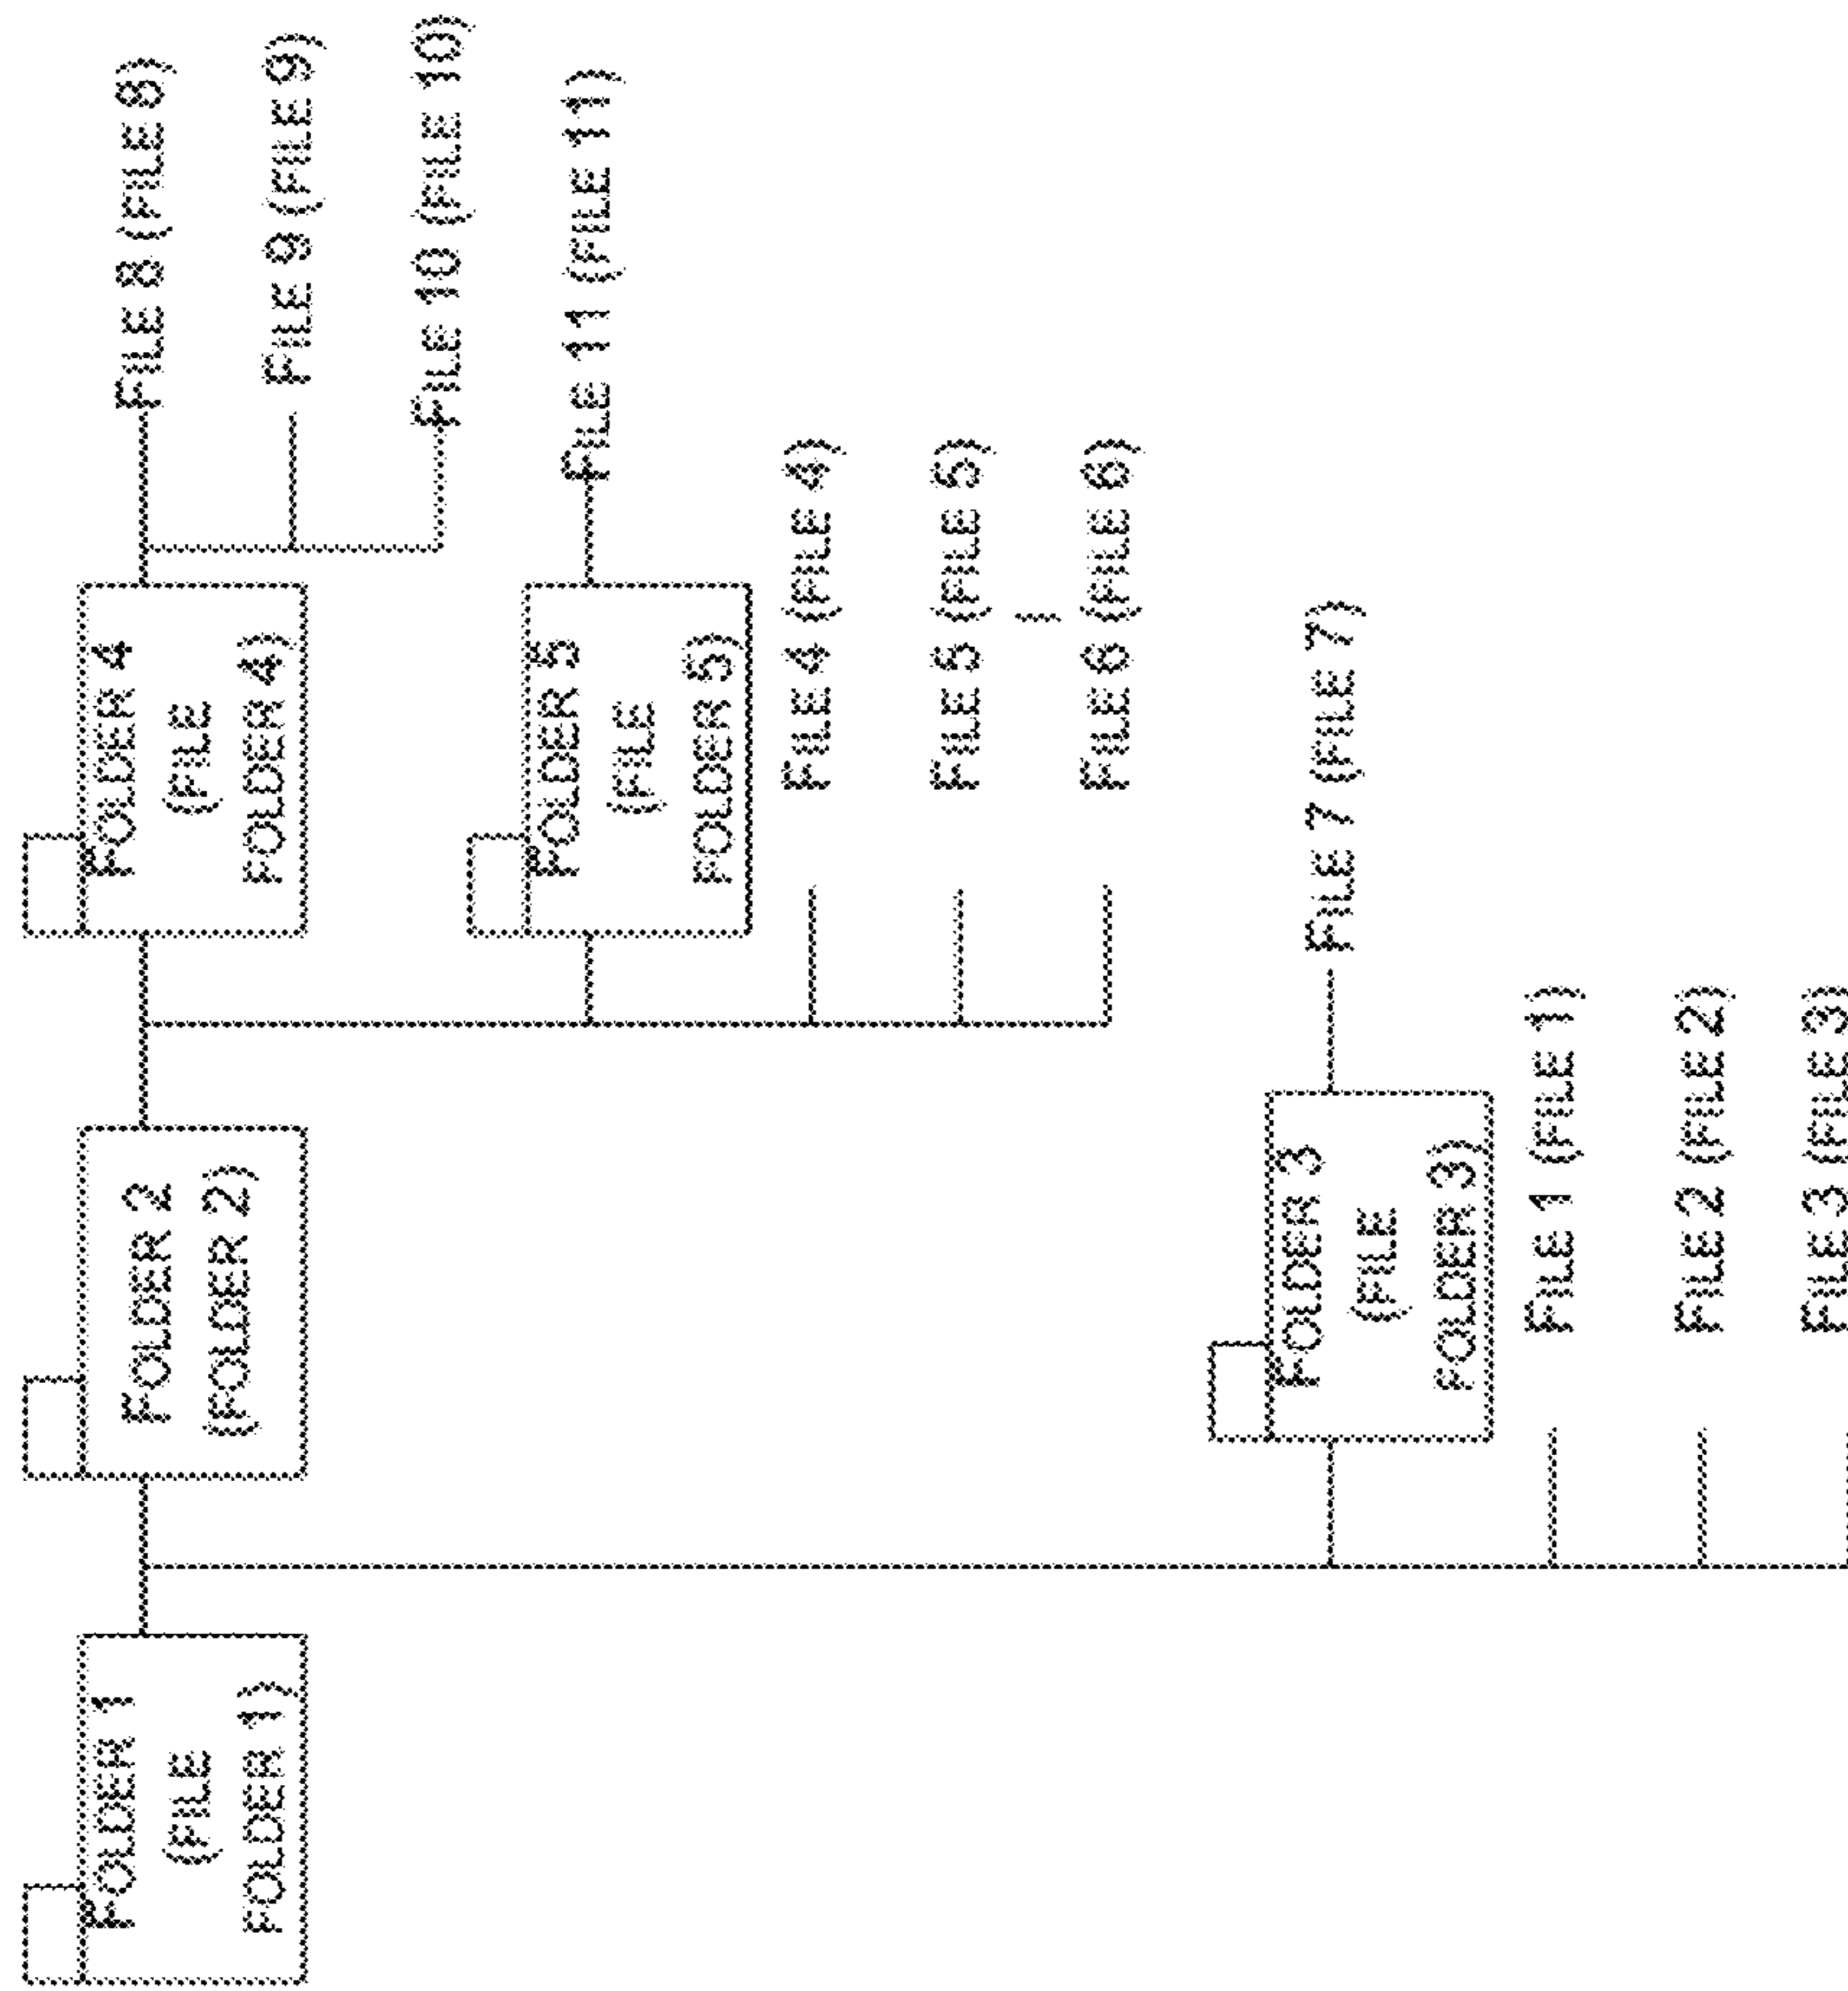 FOLDER 1
(FILE
FOLDER 1)
FOLDER 2
(FOLDER 2)
FOLDER 4
(FILE
FOLDER 4)
FILE 8 (FILE 8)
FILE 9 (FILE 9)
FILE 10 (FILE 10)
FOLDER 5
(FILE
FOLDER 5)
FILE 11 (FILE 11)
FILE 4 (FILE 4)
FILE 5 (FILE 5)
FILE 6 (FILE 6)
FOLDER 3
(FILE
FOLDER 3)
FILE 7 (FILE 7)
FILE 1 (FILE 1)
FILE 2 (FILE 2)
FILE 3 (FILE 3)